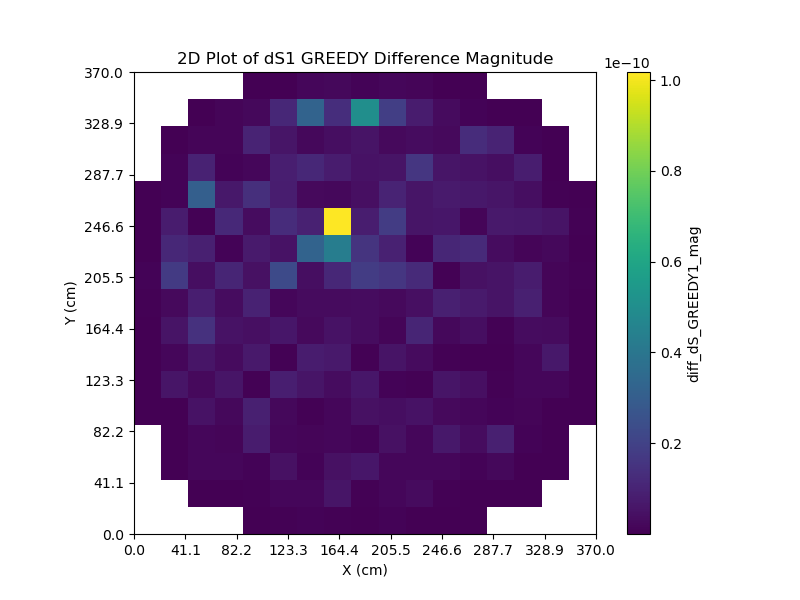 2D Plot of dS1 GREEDY Difference Magnitude
1e−10
370.0
328.9
287.7
246.6
205.5
164.4
123.3
82.2
41.1
0.0
Y (cm)
0.0 41.1 82.2 123.3 164.4 205.5 246.6 287.7 328.9 370.0
X (cm)
1.0
0.8
0.6
0.4
0.2
diff_dS_GREEDY1_mag